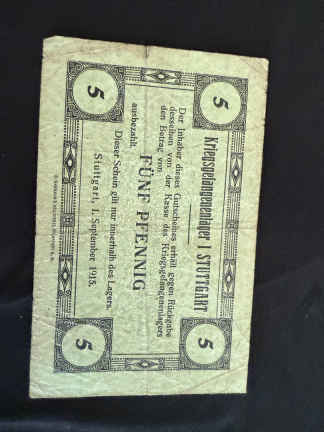 5
5
Kriegsgefangenenlager I STUTTGART
Der Inhaber dieses Gutscheines erhält gegen Rückgabe
desselben von der Kasse des Kriegsgefangenenlagers
den Betrag von
FÜNF PFENNIG
ausbezahlt.
Dieser Schein gilt nur innerhalb des Lagers.
Stuttgart, 1. September 1915.
5
5